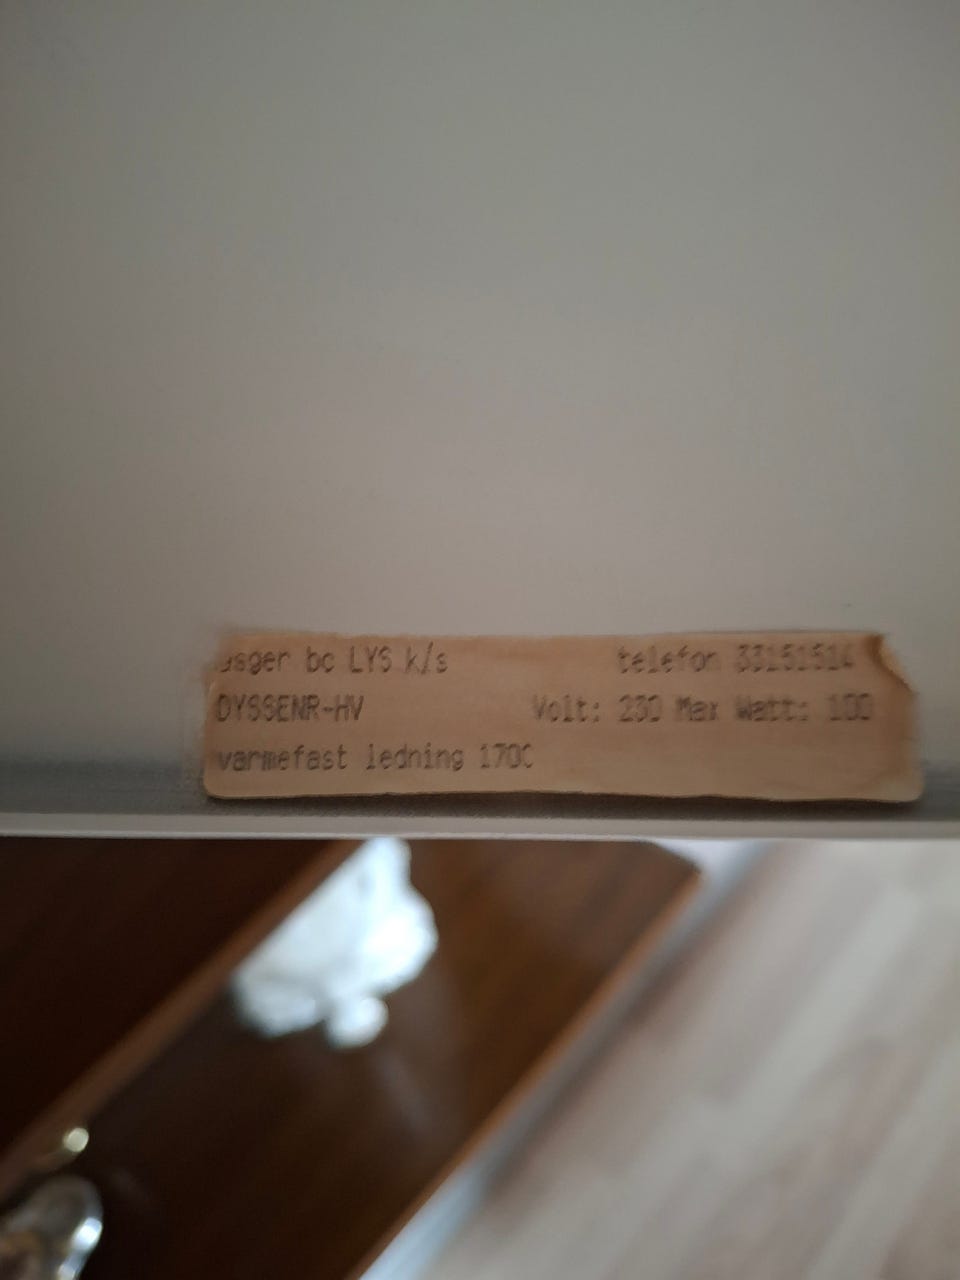 asger bc LYS k/s telefon 33151514
DYSSENR-HV Volt: 230 Max Watt: 100
varmefast ledning 170C